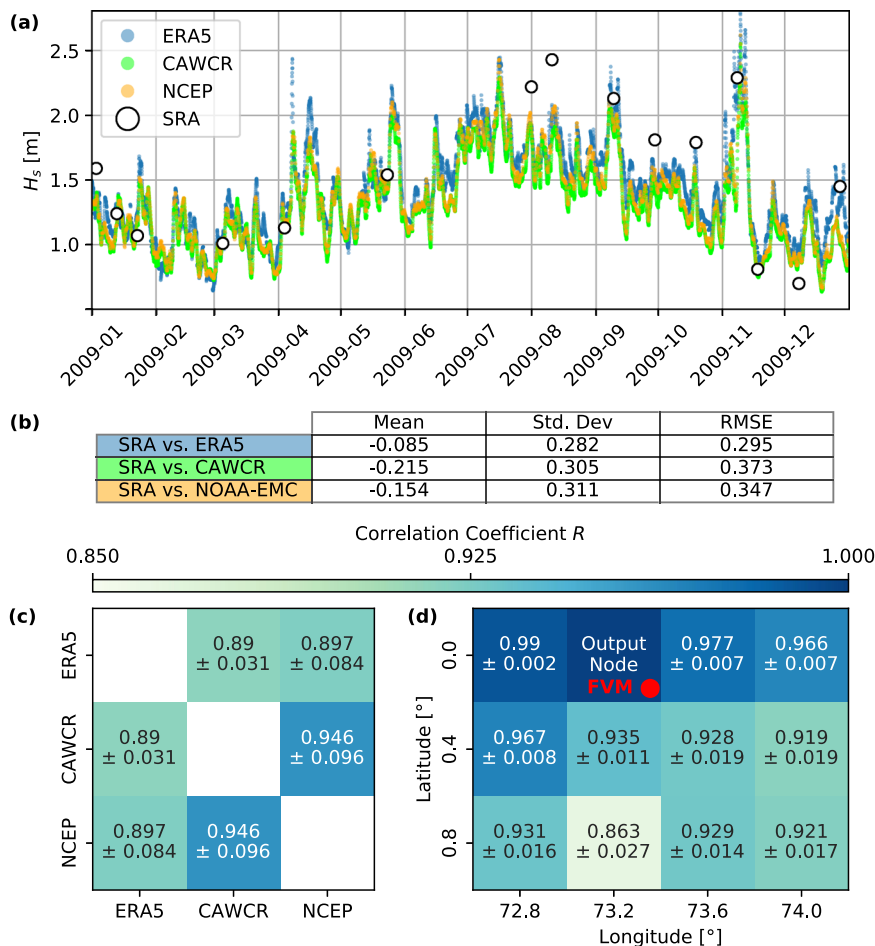 (a)
ERA5
CAWCR
NCEP
SRA
2.5
2.0
1.5
1.0
Hs [m]
2009-01 2009-02 2009-03 2009-04 2009-05 2009-06 2009-07 2009-08 2009-09 2009-10 2009-11 2009-12
(b)
Mean Std. Dev RMSE
SRA vs. ERA5 -0.085 0.282 0.295
SRA vs. CAWCR -0.215 0.305 0.373
SRA vs. NOAA-EMC -0.154 0.311 0.347
Correlation Coefficient R
0.850 0.925 1.000
(c)
ERA5
0.89 0.897
± 0.031 ± 0.084
CAWCR
0.89 0.946
± 0.031 ± 0.096
NCEP
0.897 0.946
± 0.084 ± 0.096
ERA5 CAWCR NCEP
(d)
Latitude [°]
0.0
0.99 Output 0.977 0.966
± 0.002 Node ± 0.007 ± 0.007
FVM
0.4
0.967 0.935 0.928 0.919
± 0.008 ± 0.011 ± 0.019 ± 0.019
0.8
0.931 0.863 0.929 0.921
± 0.016 ± 0.027 ± 0.014 ± 0.017
72.8 73.2 73.6 74.0
Longitude [°]